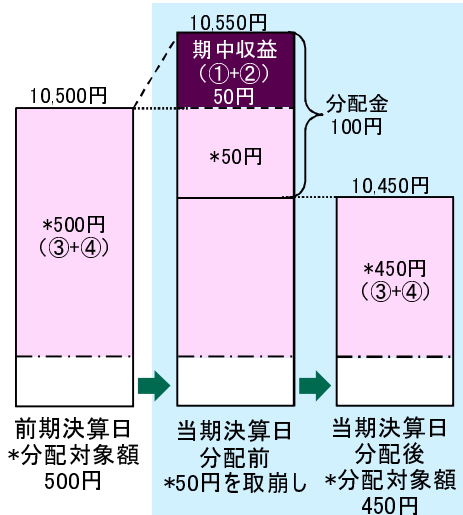 10,550円
期中収益
(①+②)
50円
10,500円
分配金
100円
*50円
10,450円
*500円
(③+④)
*450円
(③+④)
前期決算日
*分配対象額
500円
当期決算日
分配前
*50円を取崩し
当期決算日
分配後
*分配対象額
450円